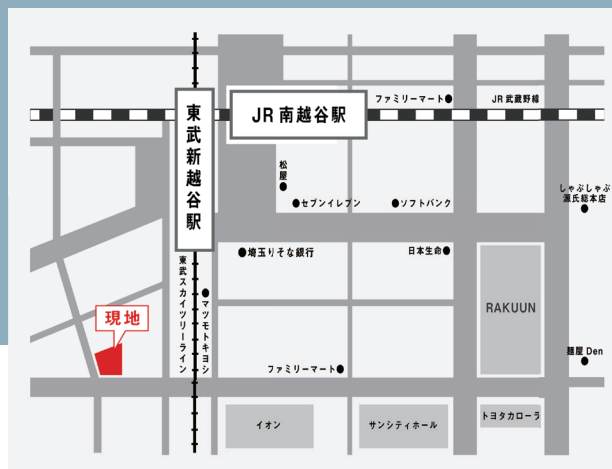 ファミリーマート
JR 武蔵野線
JR 南越谷駅
東武新越谷駅
松屋
セブンイレブン
ソフトバンク
しゃぶしゃぶ
源氏総本店
埼玉りそな銀行
日本生命
東武スカイツリーライン
マツモトキヨシ
RAKUUN
現地
麺屋 Den
ファミリーマート
イオン
サンシティホール
トヨタカローラ